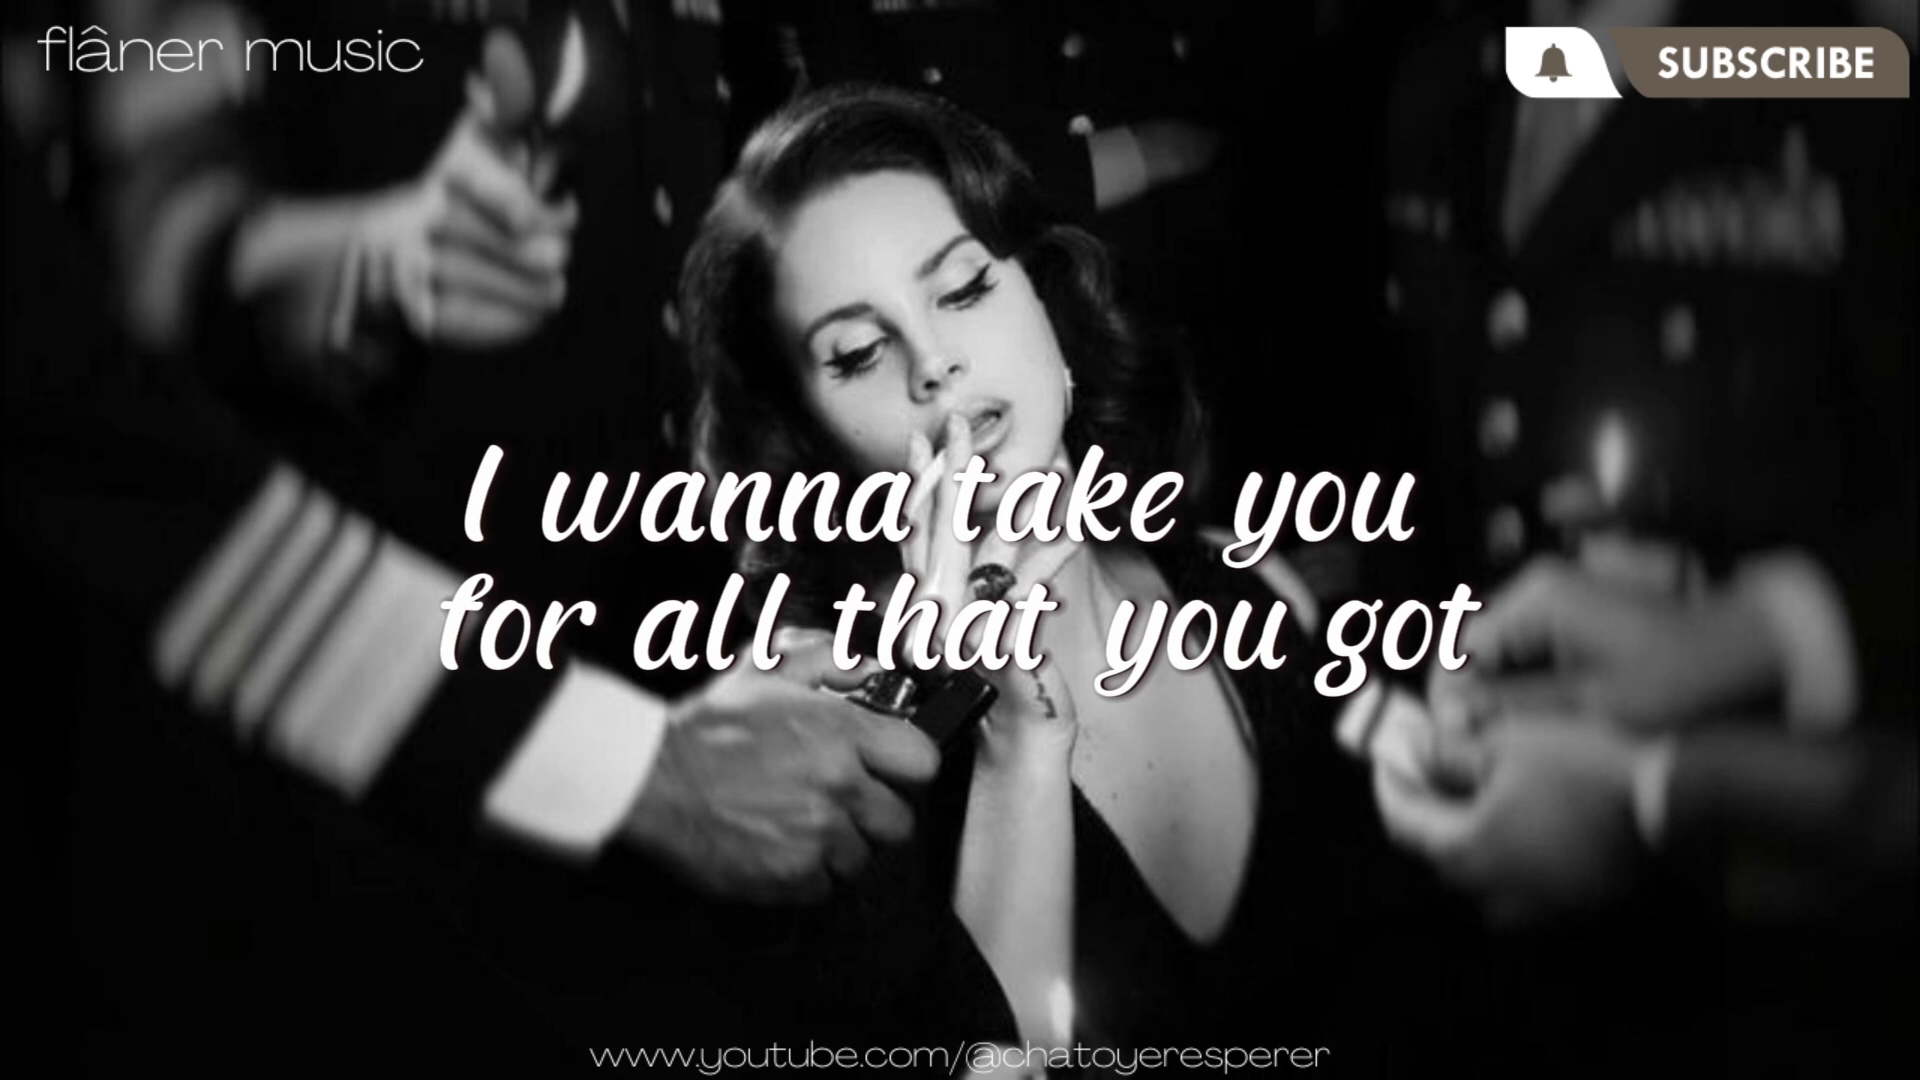 flâner music
SUBSCRIBE
I wanna take you
for all that you got
www.youtube.com/@chatoyeresperer